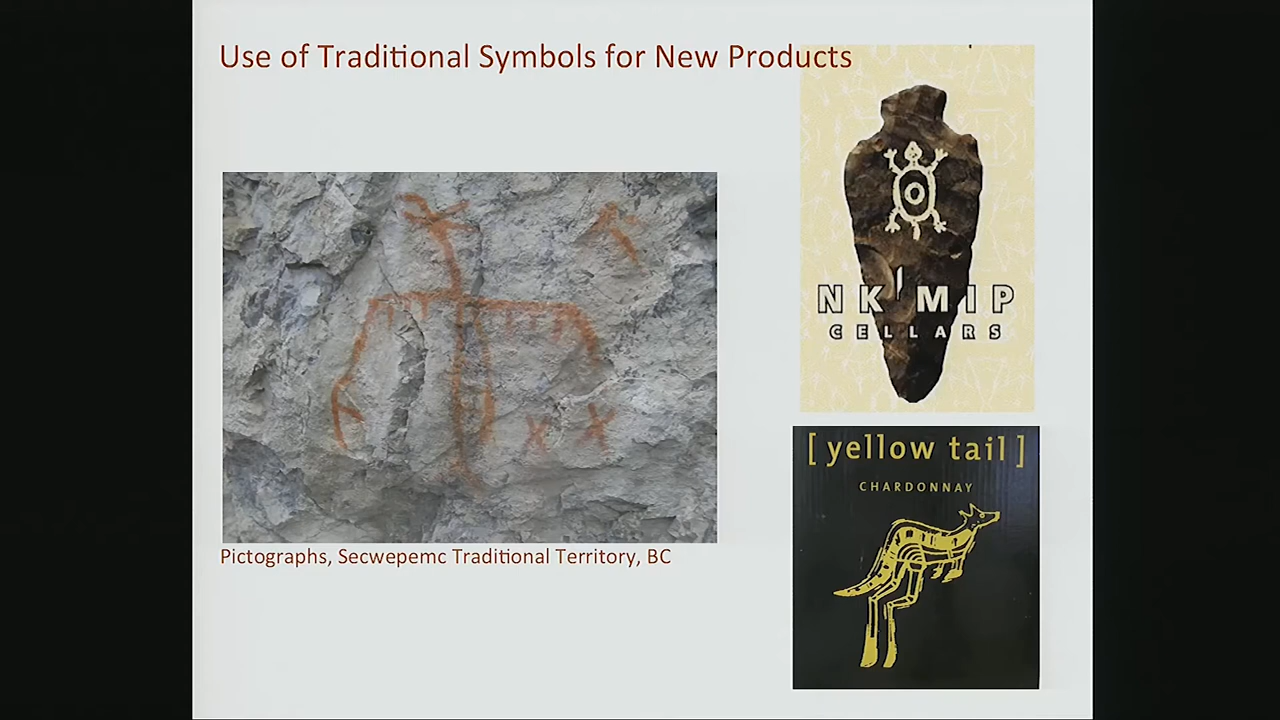 Use of Traditional Symbols for New Products
NK'MIP
CELLARS
[ yellow tail ]
CHARDONNAY
Pictographs, Secwepemc Traditional Territory, BC